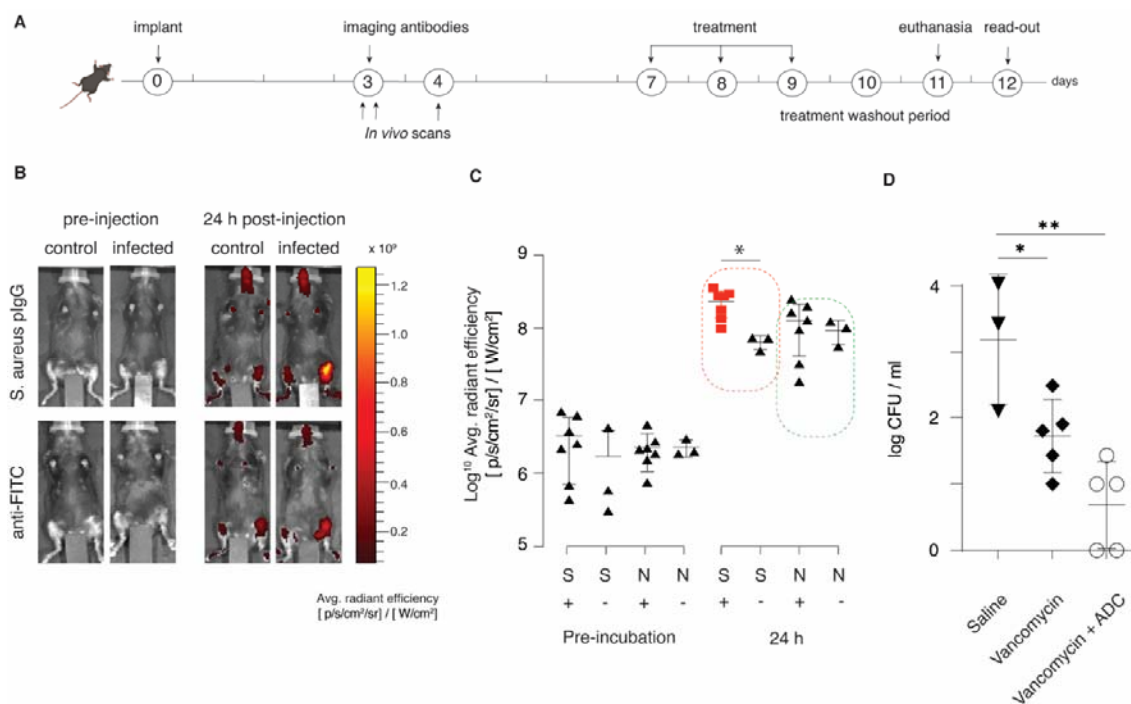 A
implant
imaging antibodies
treatment
euthanasia
read-out
0
3
4
7
8
9
10
11
12
days
In vivo scans
treatment washout period
B
pre-injection
24 h post-injection
control
infected
control
infected
x 10⁹
S. aureus pIgG
anti-FITC
1.2
1.0
0.8
0.6
0.4
0.2
Avg. radiant efficiency
[ p/s/cm²/sr] / [ W/cm²]
C
Log¹⁰ Avg. radiant efficiency
[ p/s/cm²/sr] / [ W/cm²]
9
8
7
6
5
*
S S N N S S N N
+ - + - + - + -
Pre-incubation
24 h
D
log CFU / ml
4
2
0
**
*
Saline
Vancomycin
Vancomycin + ADC